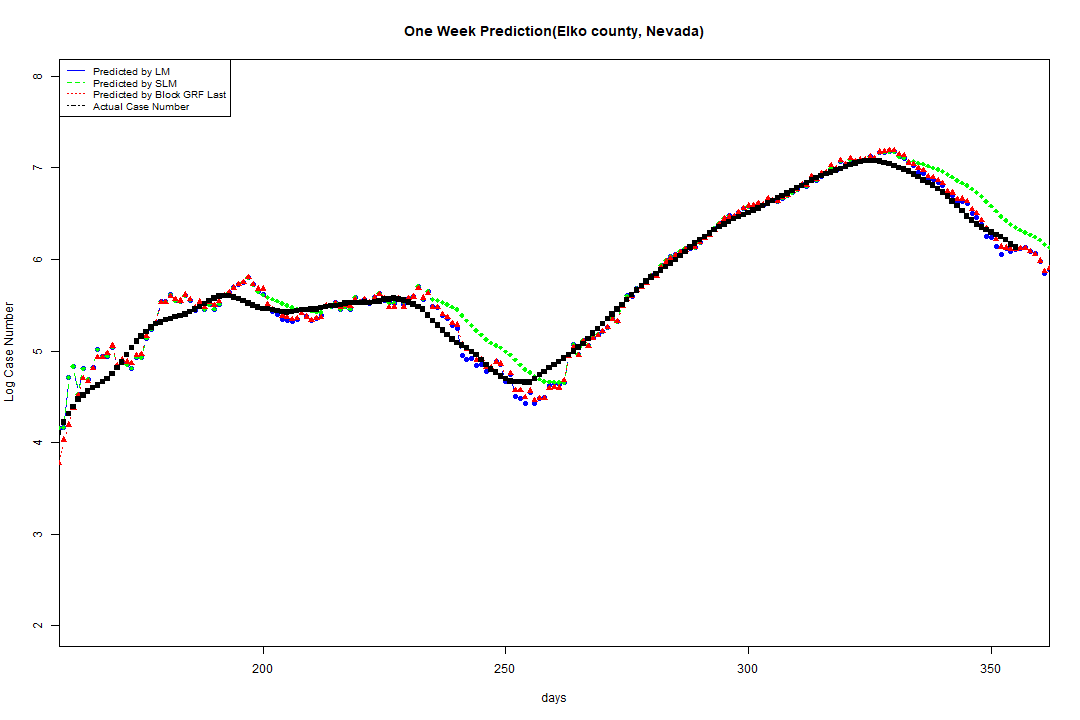 One Week Prediction(Elko county, Nevada)
Predicted by LM
Predicted by SLM
Predicted by Block GRF Last
Actual Case Number
8
7
6
5
4
3
2
Log Case Number
200 250 300 350
days